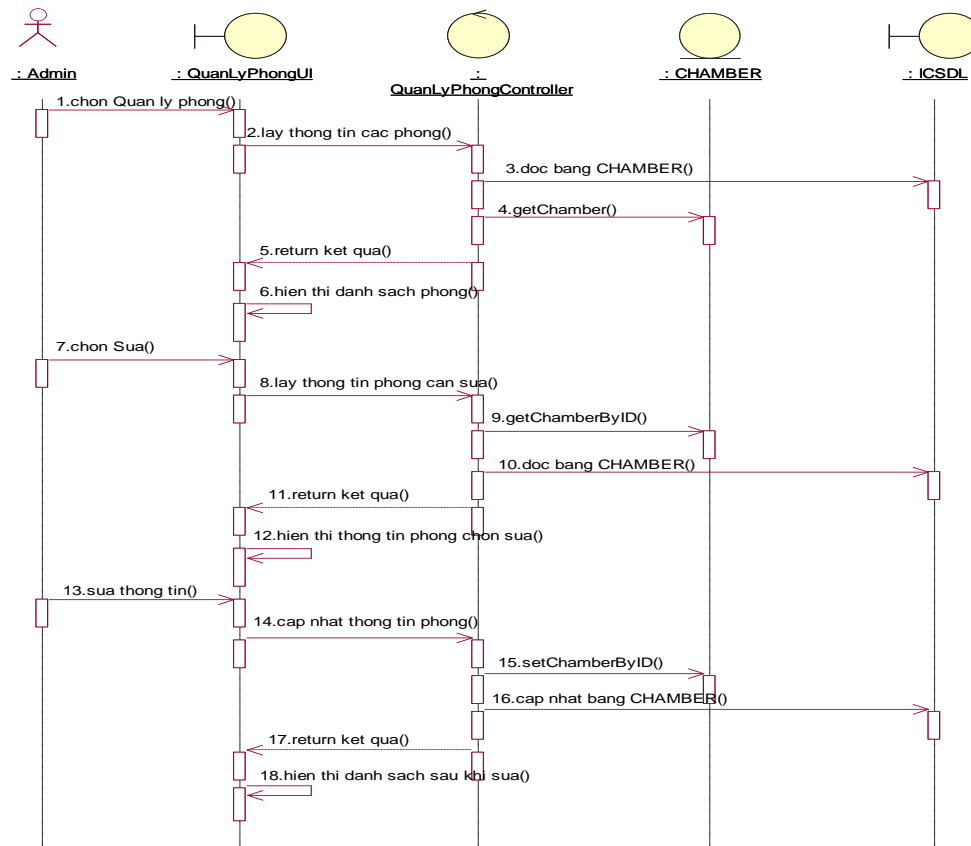 : Admin
: QuanLyPhongUI
:
QuanLyPhongController
: CHAMBER
: ICSDL
1.chon Quan ly phong()
2.lay thong tin cac phong()
3.doc bang CHAMBER()
4.getChamber()
5.return ket qua()
6.hien thi danh sach phong()
7.chon Sua()
8.lay thong tin phong can sua()
9.getChamberByID()
10.doc bang CHAMBER()
11.return ket qua()
12.hien thi thong tin phong chon sua()
13.sua thong tin()
14.cap nhat thong tin phong()
15.setChamberByID()
16.cap nhat bang CHAMBER()
17.return ket qua()
18.hien thi danh sach sau khi sua()